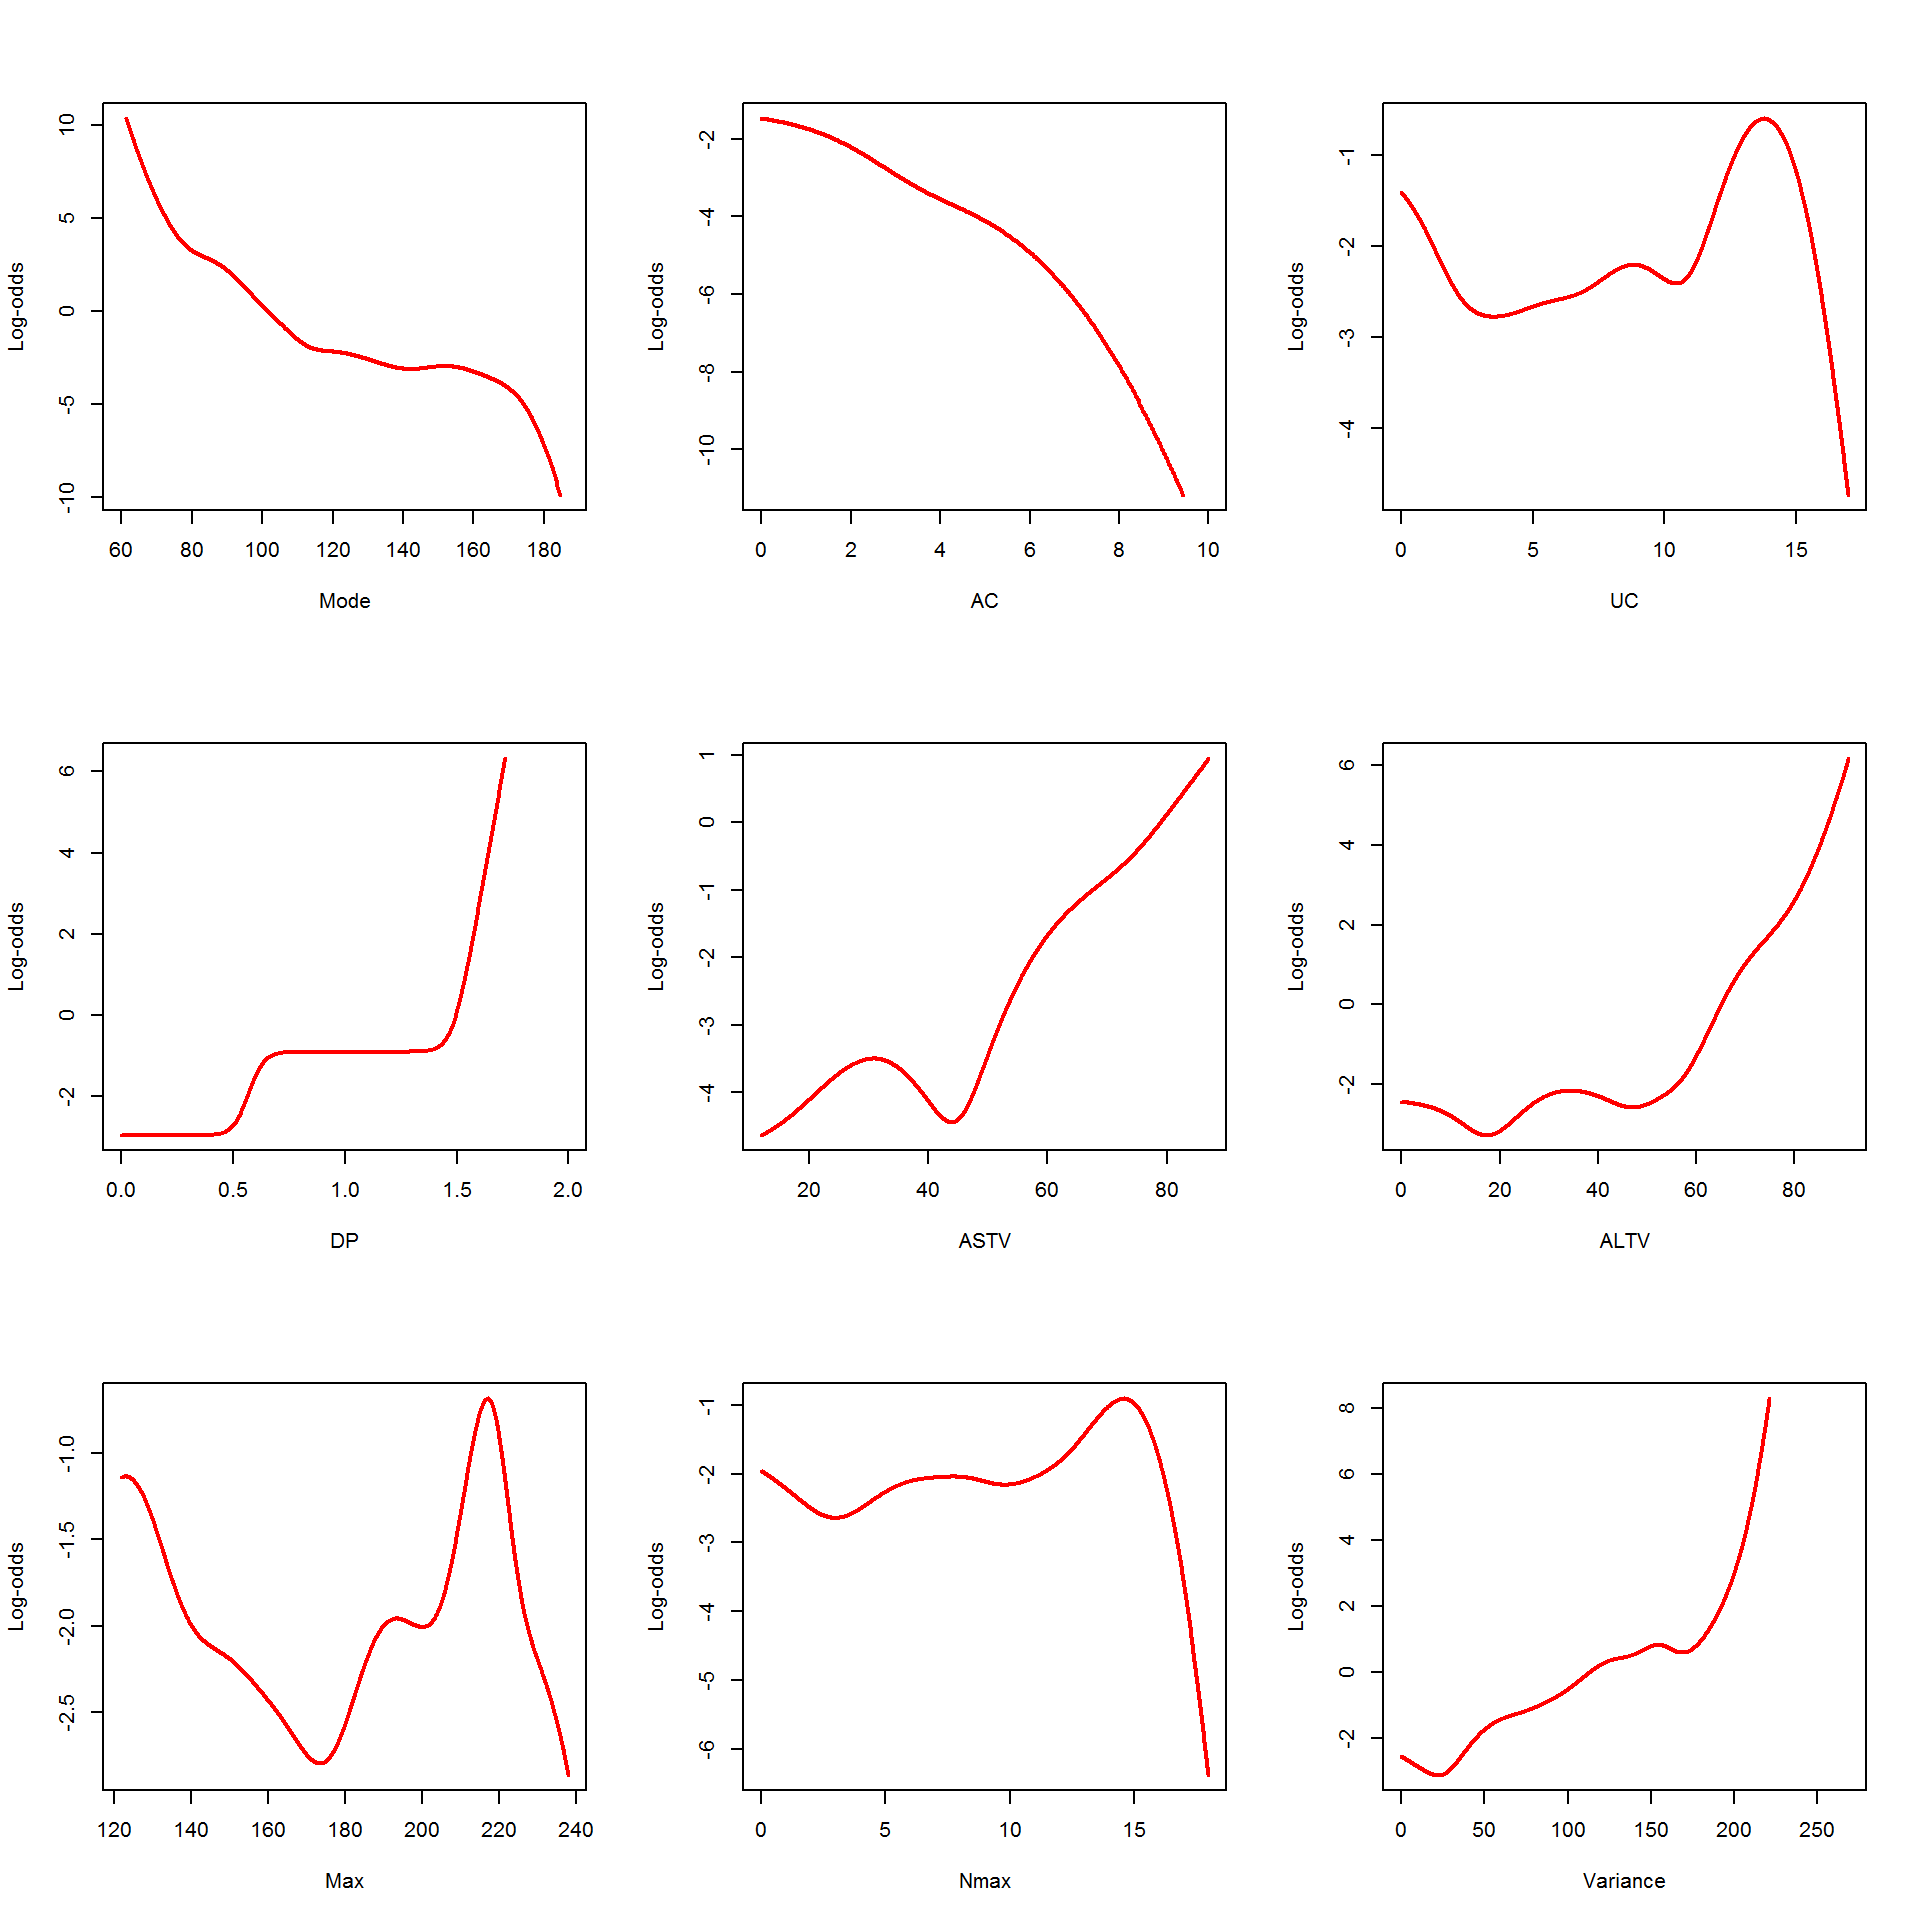 Log-odds
10
5
0
-5
-10
60 80 100 120 140 160 180
Mode
Log-odds
-2
-4
-6
-8
-10
0 2 4 6 8 10
AC
Log-odds
-1
-2
-3
-4
0 5 10 15
UC
Log-odds
6
4
2
0
-2
0.0 0.5 1.0 1.5 2.0
DP
Log-odds
1
0
-1
-2
-3
-4
20 40 60 80
ASTV
Log-odds
6
4
2
0
-2
0 20 40 60 80
ALTV
Log-odds
-1.0
-1.5
-2.0
-2.5
120 140 160 180 200 220 240
Max
Log-odds
-1
-2
-3
-4
-5
-6
0 5 10 15
Nmax
Log-odds
8
6
4
2
0
-2
0 50 100 150 200 250
Variance